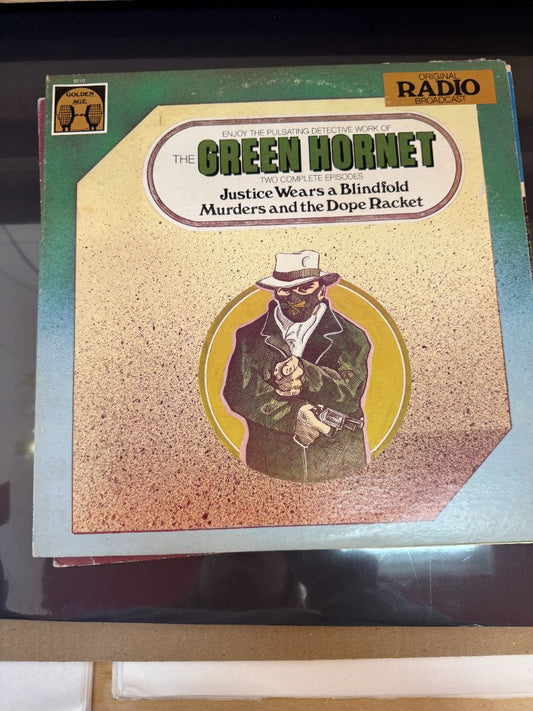 5010
GOLDEN
AGE
ORIGINAL
RADIO
BROADCAST
ENJOY THE PULSATING DETECTIVE WORK OF
THE GREEN HORNET
TWO COMPLETE EPISODES
Justice Wears a Blindfold
Murders and the Dope Racket